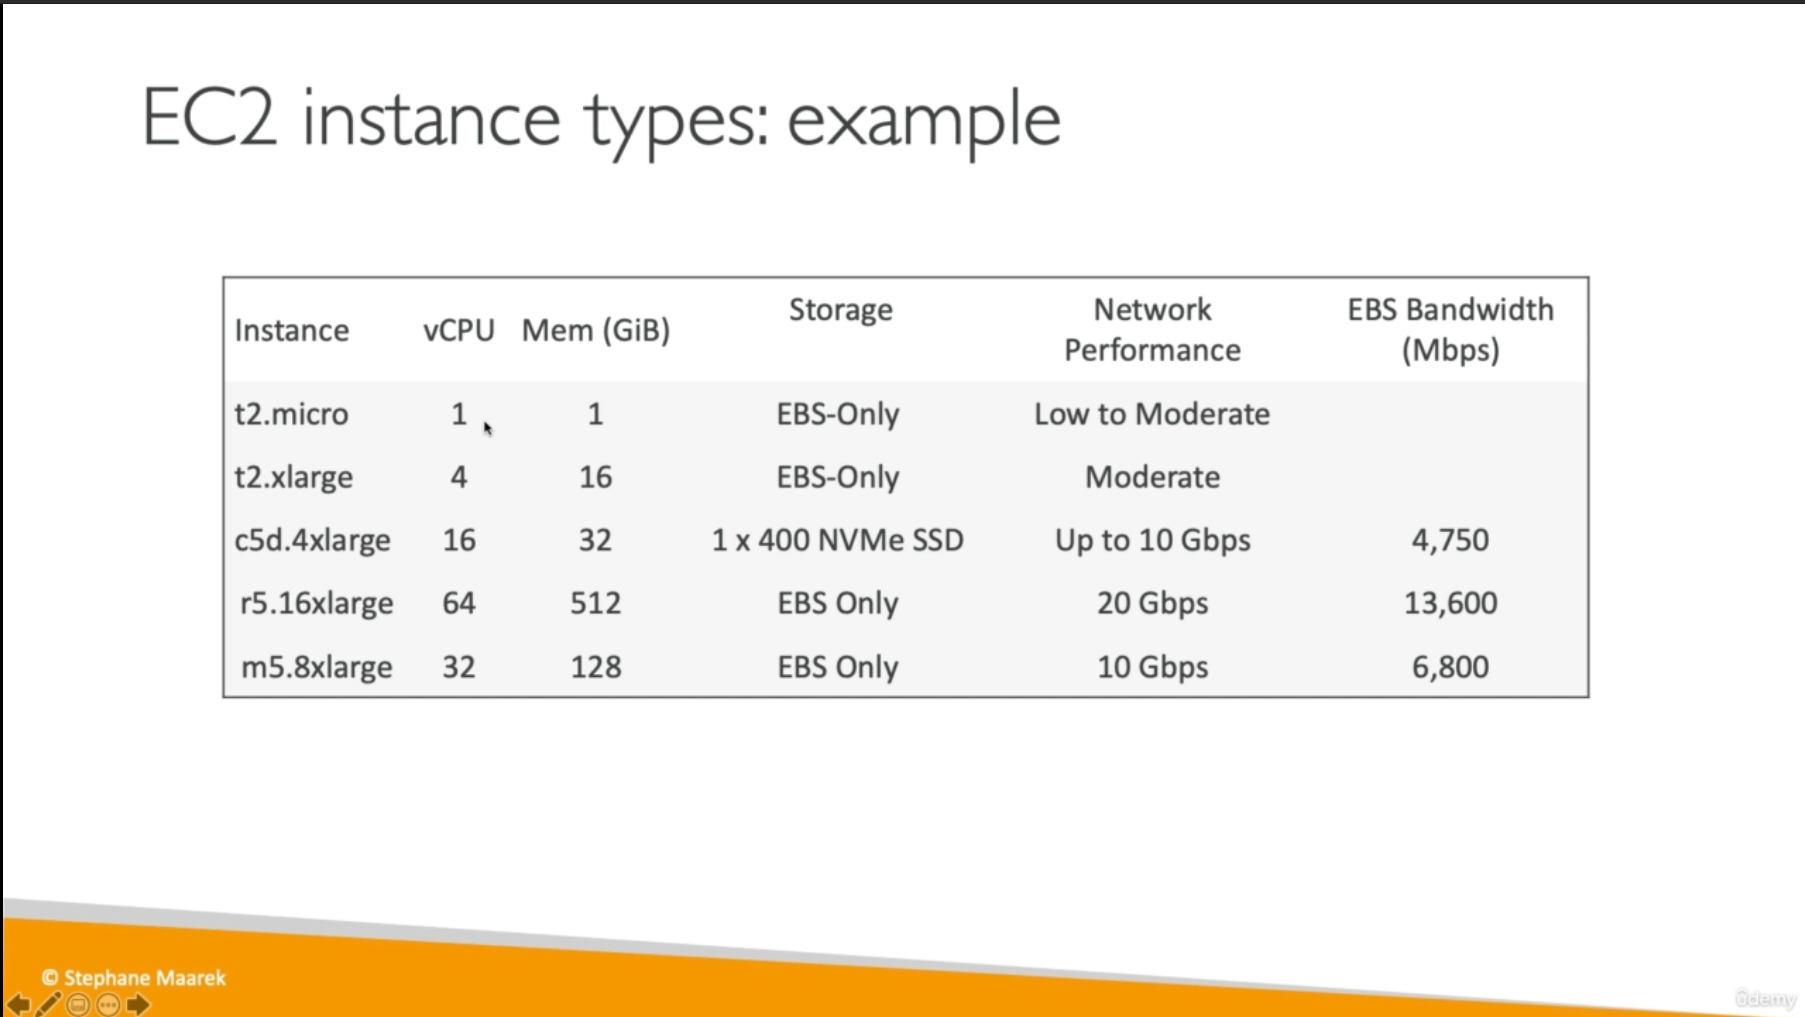 EC2 instance types: example
Instance vCPU Mem (GiB) Storage Network Performance EBS Bandwidth (Mbps)
t2.micro 1 1 EBS-Only Low to Moderate
t2.xlarge 4 16 EBS-Only Moderate
c5d.4xlarge 16 32 1 x 400 NVMe SSD Up to 10 Gbps 4,750
r5.16xlarge 64 512 EBS Only 20 Gbps 13,600
m5.8xlarge 32 128 EBS Only 10 Gbps 6,800
© Stephane Maarek
ûdemy